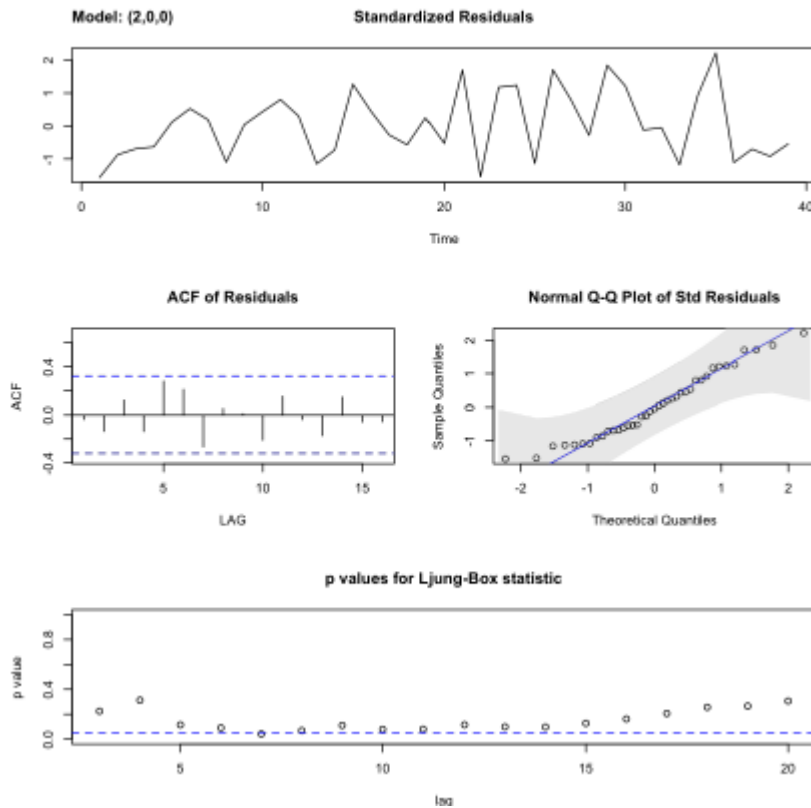 Model: (2,0,0) Standardized Residuals
2
1
0
-1
0 10 20 30 40
Time
ACF of Residuals
ACF
0.4
0.0
-0.4
5 10 15
LAG
Normal Q-Q Plot of Std Residuals
Sample Quantiles
2
1
0
-1
-2 -1 0 1 2
Theoretical Quantiles
p values for Ljung-Box statistic
p value
0.8
0.4
0.0
5 10 15 20
lag